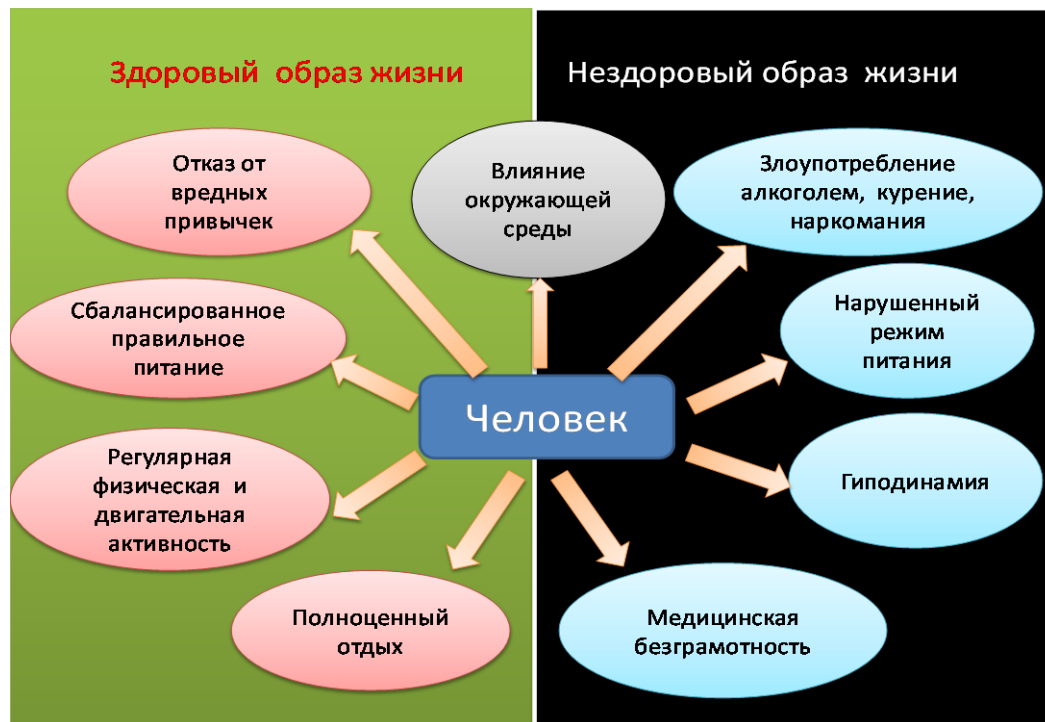 Здоровый образ жизни
Нездоровый образ жизни
Отказ от
вредных
привычек
Влияние
окружающей
среды
Злоупотребление
алкоголем, курение,
наркомания
Сбалансированное
правильное
питание
Нарушенный
режим
питания
Человек
Регулярная
физическая и
двигательная
активность
Гиподинамия
Полноценный
отдых
Медицинская
безграмотность